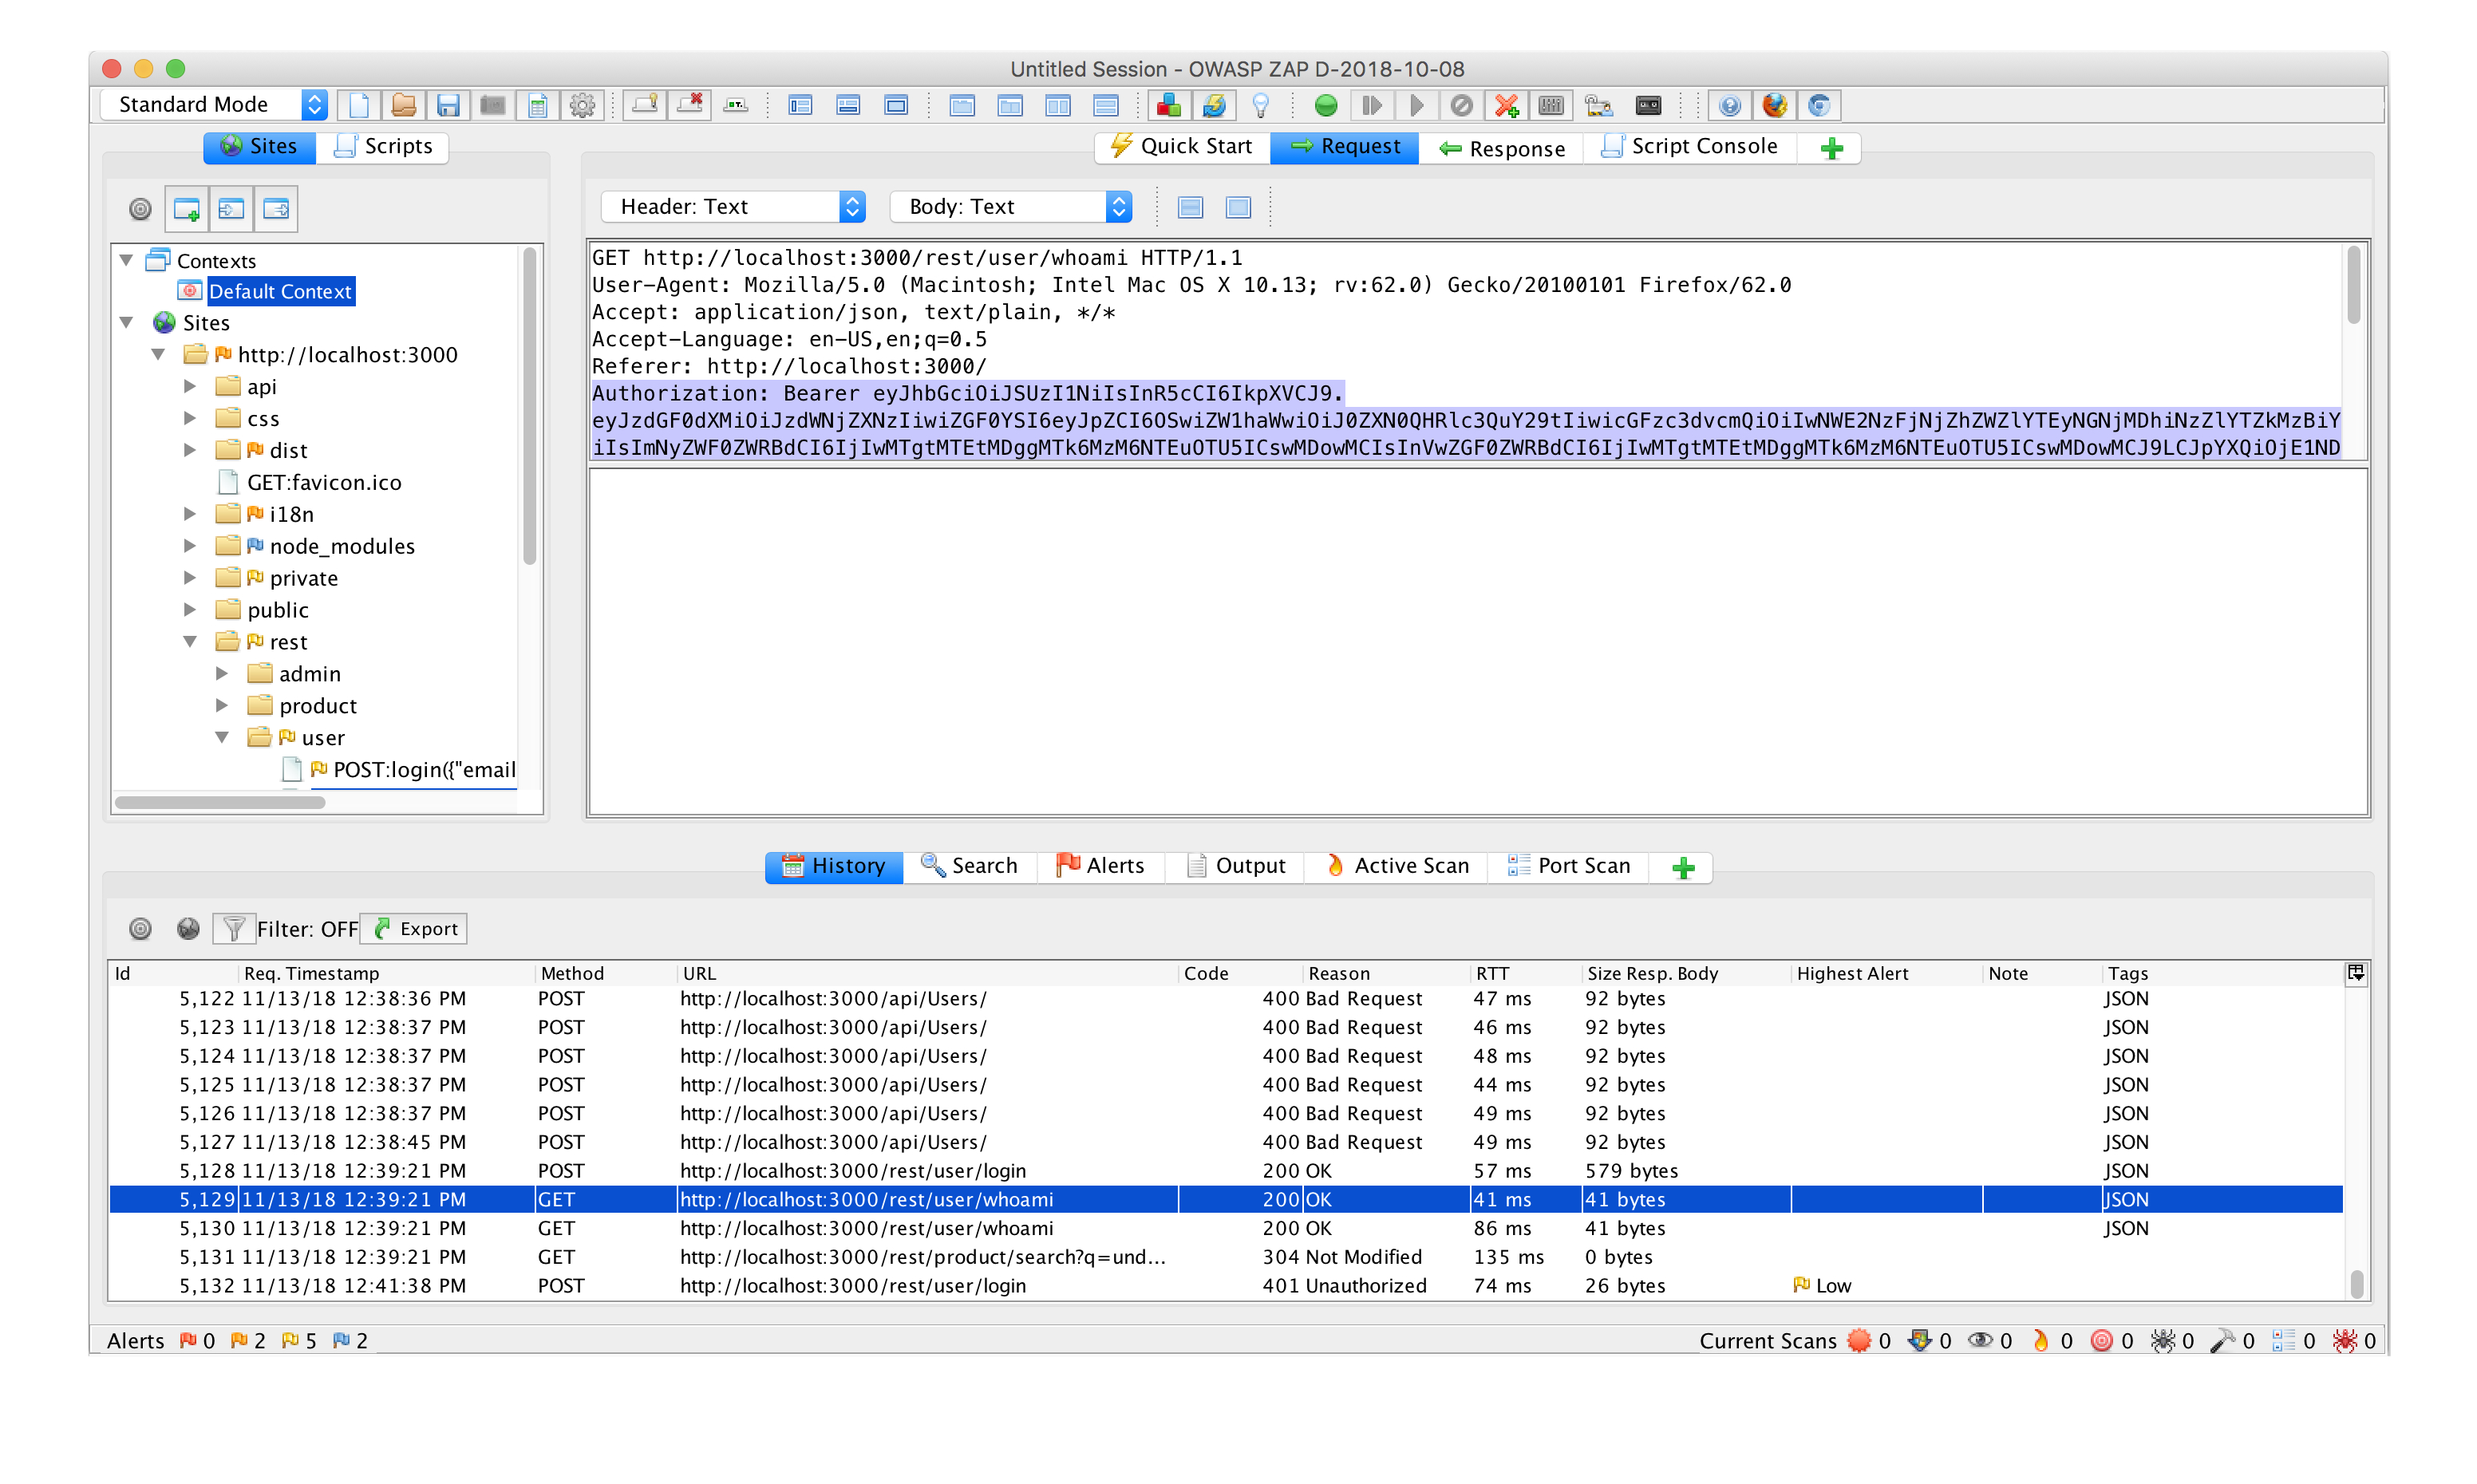 Untitled Session - OWASP ZAP D-2018-10-08
Standard Mode
Sites Scripts
Quick Start Request Response Script Console
Header: Text Body: Text
Contexts
Default Context
Sites
http://localhost:3000
api
css
dist
GET:favicon.ico
i18n
node_modules
private
public
rest
admin
product
user
POST:login({"email
GET http://localhost:3000/rest/user/whoami HTTP/1.1
User-Agent: Mozilla/5.0 (Macintosh; Intel Mac OS X 10.13; rv:62.0) Gecko/20100101 Firefox/62.0
Accept: application/json, text/plain, */*
Accept-Language: en-US,en;q=0.5
Referer: http://localhost:3000/
Authorization: Bearer eyJhbGciOiJSUzI1NiIsInR5cCI6IkpXVCJ9.
eyJzdGF0dXMiOiJzdWNjZXNzIiwiZGF0YSI6eyJpZCI6OSwiZW1haWwiOiJ0ZXN0QHRlc3QuY29tIiwicGFzc3dvcmQiOiIwNWE2NzFjNjZhZWZlYTEyNGNjMDhiNzZlYTZkMzBiY
iIsImNyZWF0ZWRBdCI6IjIwMTgtMTEtMDggMTk6MzM6NTEuOTU5ICswMDowMCIsInVwZGF0ZWRBdCI6IjIwMTgtMTEtMDggMTk6MzM6NTEuOTU5ICswMDowMCJ9LCJpYXQiOjE1ND
History Search Alerts Output Active Scan Port Scan
Filter: OFF Export
Id Req. Timestamp Method URL Code Reason RTT Size Resp. Body Highest Alert Note Tags
5,122 11/13/18 12:38:36 PM POST http://localhost:3000/api/Users/ 400 Bad Request 47 ms 92 bytes JSON
5,123 11/13/18 12:38:37 PM POST http://localhost:3000/api/Users/ 400 Bad Request 46 ms 92 bytes JSON
5,124 11/13/18 12:38:37 PM POST http://localhost:3000/api/Users/ 400 Bad Request 48 ms 92 bytes JSON
5,125 11/13/18 12:38:37 PM POST http://localhost:3000/api/Users/ 400 Bad Request 44 ms 92 bytes JSON
5,126 11/13/18 12:38:37 PM POST http://localhost:3000/api/Users/ 400 Bad Request 49 ms 92 bytes JSON
5,127 11/13/18 12:38:45 PM POST http://localhost:3000/api/Users/ 400 Bad Request 49 ms 92 bytes JSON
5,128 11/13/18 12:39:21 PM POST http://localhost:3000/rest/user/login 200 OK 57 ms 579 bytes JSON
5,129 11/13/18 12:39:21 PM GET http://localhost:3000/rest/user/whoami 200 OK 41 ms 41 bytes JSON
5,130 11/13/18 12:39:21 PM GET http://localhost:3000/rest/user/whoami 200 OK 86 ms 41 bytes JSON
5,131 11/13/18 12:39:21 PM GET http://localhost:3000/rest/product/search?q=und... 304 Not Modified 135 ms 0 bytes
5,132 11/13/18 12:41:38 PM POST http://localhost:3000/rest/user/login 401 Unauthorized 74 ms 26 bytes Low
Alerts 0 2 5 2 Current Scans 0 0 0 0 0 0 0 0 0